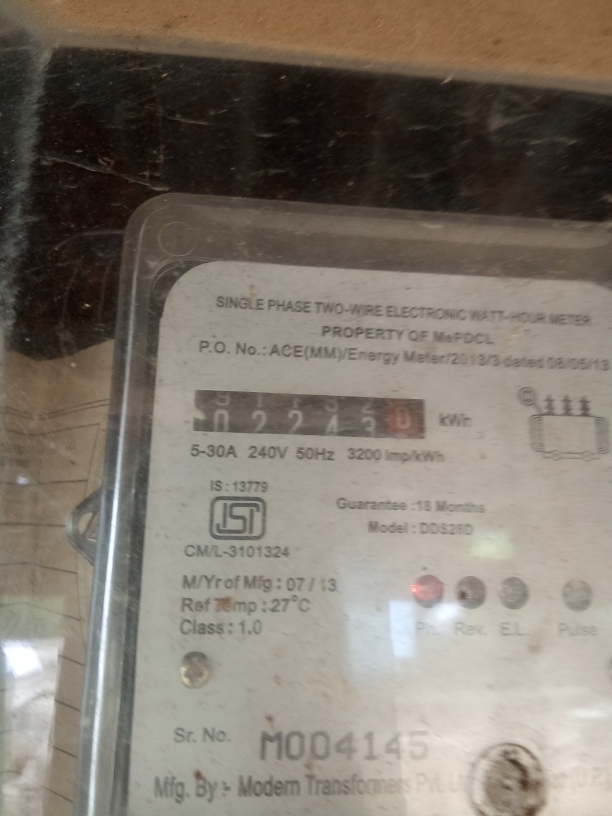 SINGLE PHASE TWO-WIRE ELECTRONIC WATT-HOUR METER
PROPERTY OF MePDCL
P.O. No.: ACE(MM)/Energy Meter/2013/3 dated 08/05/13
0 2 2 4 3 0 kWh
5-30A 240V 50Hz 3200 Imp/kWh
IS : 13779
Guarantee : 18 Months
Model : DDS26D
CM/L-3101324
M/Yr of Mfg : 07 / 13
Ref Temp : 27°C
Class : 1.0
Rev. E.L. Pulse
Sr. No. M004145
Mfg. By :- Modern Transformers Pvt. (U.P.)